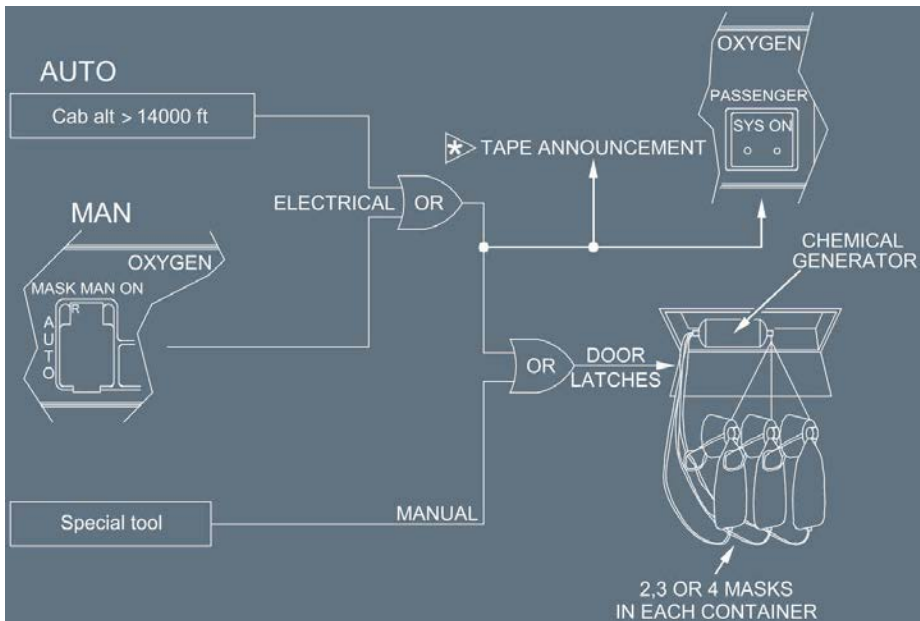 AUTO
Cab alt > 14000 ft
OXYGEN
PASSENGER
SYS ON
* TAPE ANNOUNCEMENT
ELECTRICAL
OR
MAN
OXYGEN
MASK MAN ON
R
A
U
T
O
CHEMICAL
GENERATOR
OR
DOOR
LATCHES
Special tool
MANUAL
2,3 OR 4 MASKS
IN EACH CONTAINER